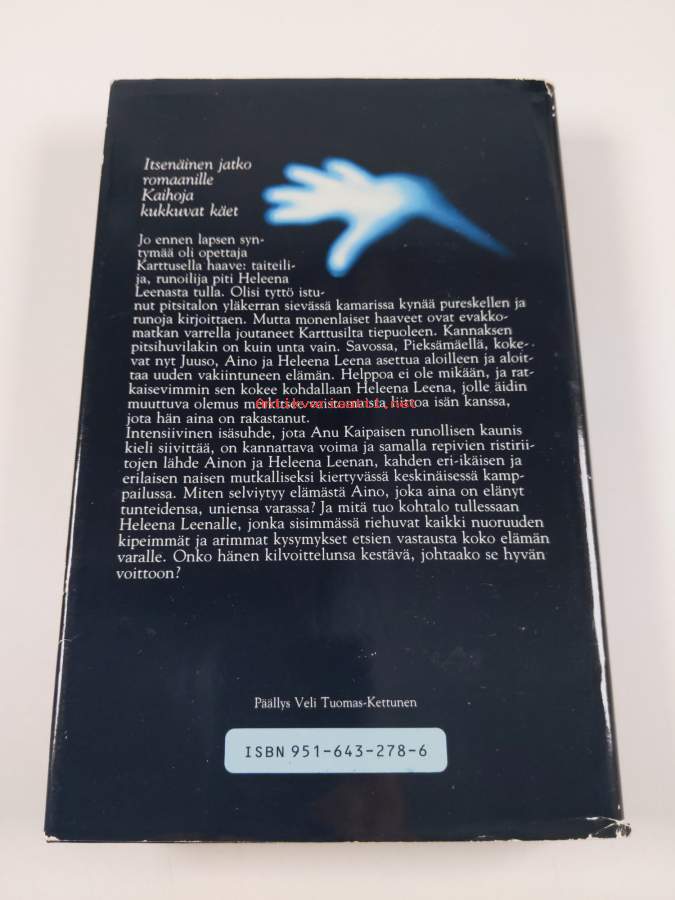 Itsenäinen jatko
romaanille
Kaihoja
kukkuvat käet
Jo ennen lapsen syn-
tymää oli opettaja
Karttusella haave: taiteili-
ja, runoilija piti Heleena
Leenasta tulla. Olisi tyttö istu-
nut pitsitalon yläkerran sievässä kamarissa kynää pureskellen ja
runoja kirjoittaen. Mutta monenlaiset haaveet ovat evakko-
matkan varrella joutaneet Karttusilta tiepuoleen. Kannaksen
pitsihuvilakin on kuin unta vain. Savossa, Pieksämäellä, koke-
vat nyt Juuso, Aino ja Heleena Leena asettua aloilleen ja aloit-
taa uuden vakiintuneen elämän. Helppoa ei ole mikään, ja rat-
kaisevimmin sen kokee kohdallaan Heleena Leena, jolle äidin
muuttuva olemus merkitsee vaistomaista liittoa isän kanssa,
jota hän aina on rakastanut.
Intensiivinen isäsuhde, jota Anu Kaipaisen runollisen kaunis
kieli siivittää, on kannattava voima ja samalla repivien ristirii-
tojen lähde Ainon ja Heleena Leenan, kahden eri-ikäisen ja
erilaisen naisen mutkalliseksi kiertyvässä keskinäisessä kamp-
pailussa. Miten selviytyy elämästä Aino, joka aina on elänyt
tunteidensa, uniensa varassa? Ja mitä tuo kohtalo tullessaan
Heleena Leenalle, jonka sisimmässä riehuvat kaikki nuoruuden
kipeimmät ja arimmat kysymykset etsien vastausta koko elämän
varalle. Onko hänen kilvoittelunsa kestävä, johtaako se hyvän
voittoon?
Päällys Veli Tuomas-Kettunen
ISBN 951-643-278-6